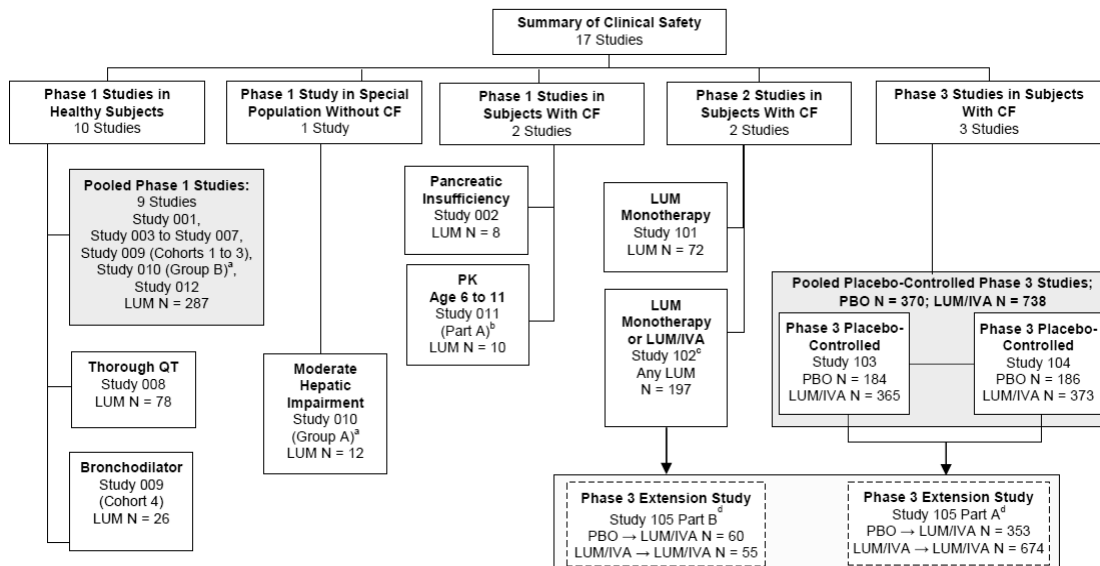 Summary of Clinical Safety
17 Studies
Phase 1 Studies in
Healthy Subjects
10 Studies
Phase 1 Study in Special
Population Without CF
1 Study
Phase 1 Studies in
Subjects With CF
2 Studies
Phase 2 Studies in
Subjects With CF
2 Studies
Phase 3 Studies in Subjects
With CF
3 Studies
Pooled Phase 1 Studies:
9 Studies
Study 001,
Study 003 to Study 007,
Study 009 (Cohorts 1 to 3),
Study 010 (Group B)a,
Study 012
LUM N = 287
Thorough QT
Study 008
LUM N = 78
Bronchodilator
Study 009
(Cohort 4)
LUM N = 26
Moderate
Hepatic
Impairment
Study 010
(Group A)a
LUM N = 12
Pancreatic
Insufficiency
Study 002
LUM N = 8
PK
Age 6 to 11
Study 011
(Part A)b
LUM N = 10
LUM
Monotherapy
Study 101
LUM N = 72
LUM
Monotherapy
or LUM/IVA
Study 102c
Any LUM
N = 197
Pooled Placebo-Controlled Phase 3 Studies;
PBO N = 370; LUM/IVA N = 738
Phase 3 Placebo-
Controlled
Study 103
PBO N = 184
LUM/IVA N = 365
Phase 3 Placebo-
Controlled
Study 104
PBO N = 186
LUM/IVA N = 373
Phase 3 Extension Study
Study 105 Part Bd
PBO → LUM/IVA N = 60
LUM/IVA → LUM/IVA N = 55
Phase 3 Extension Study
Study 105 Part Ad
PBO → LUM/IVA N = 353
LUM/IVA → LUM/IVA N = 674